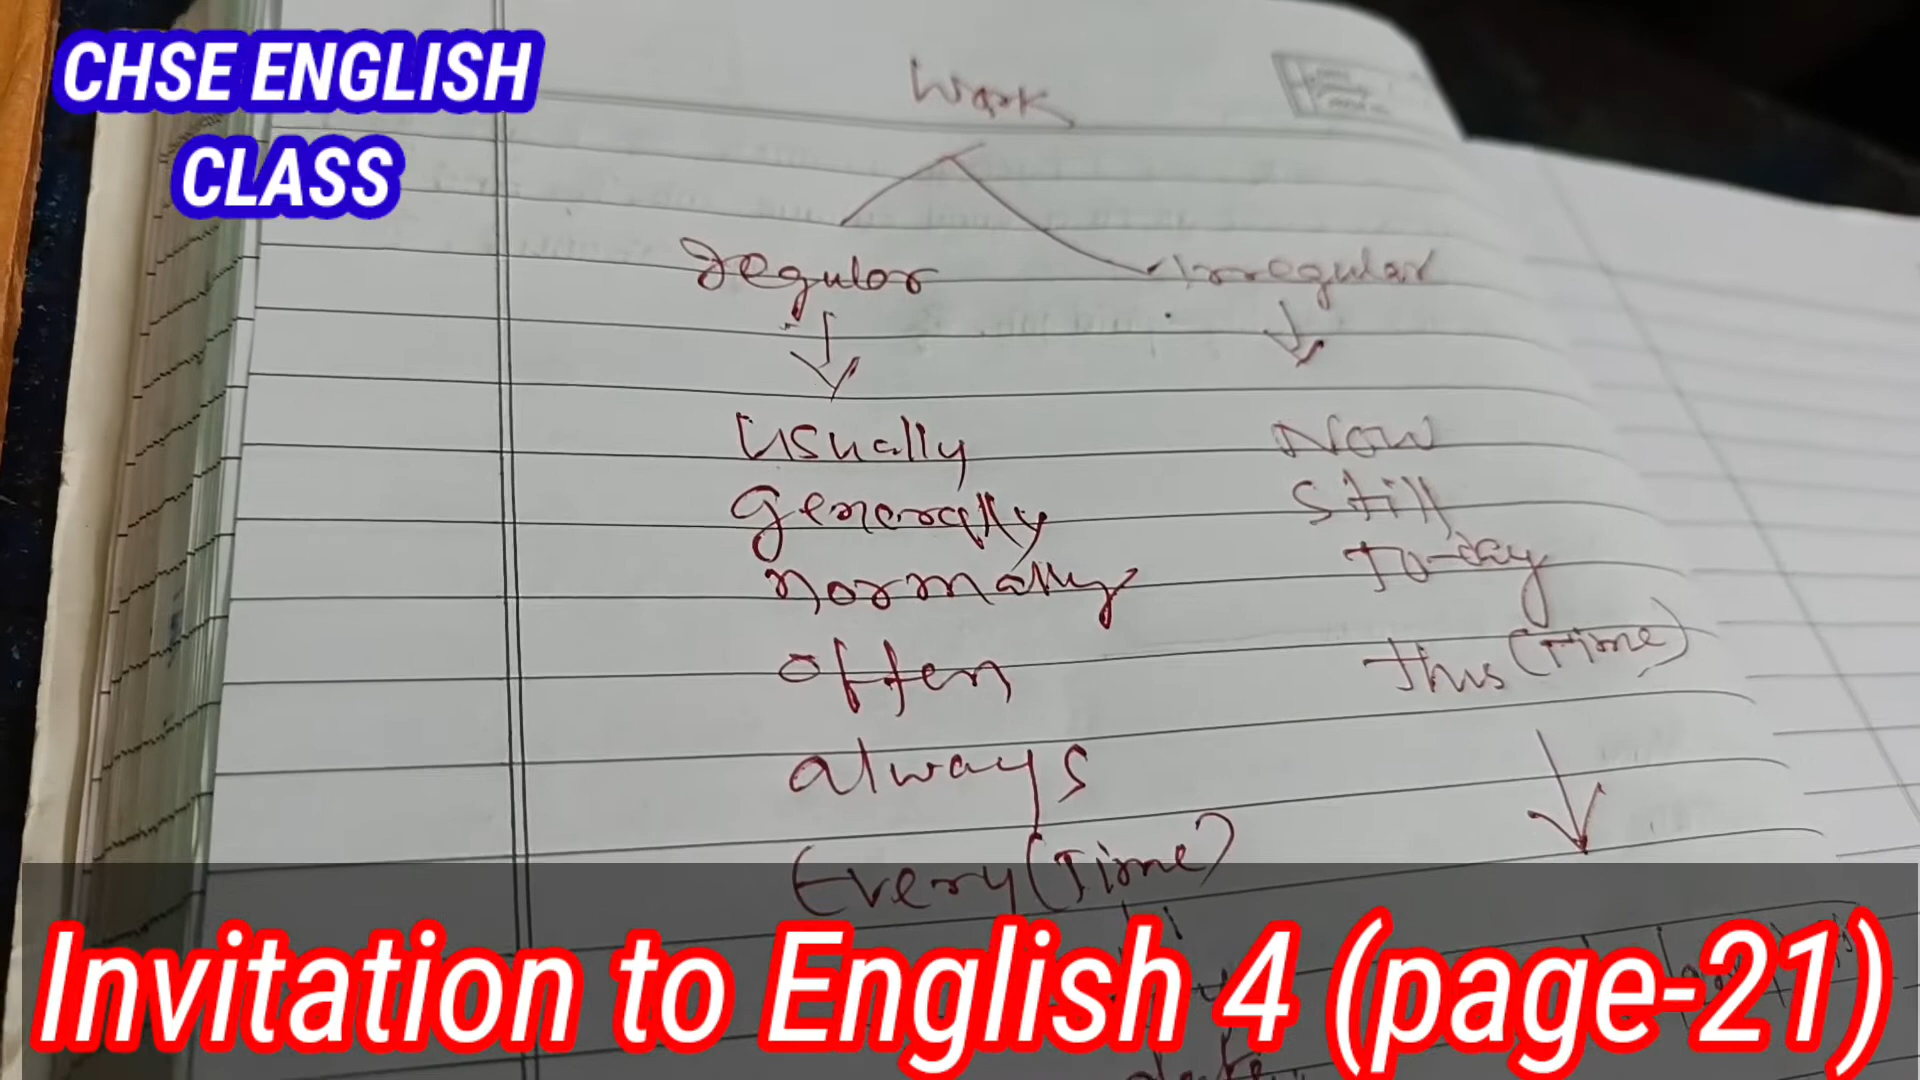 CHSE ENGLISH
CLASS
Work
regular irregular
Usually Now
generally Still
normally To-day
often this (Time)
always
Every (Time)
Invitation to English 4 (page-21)